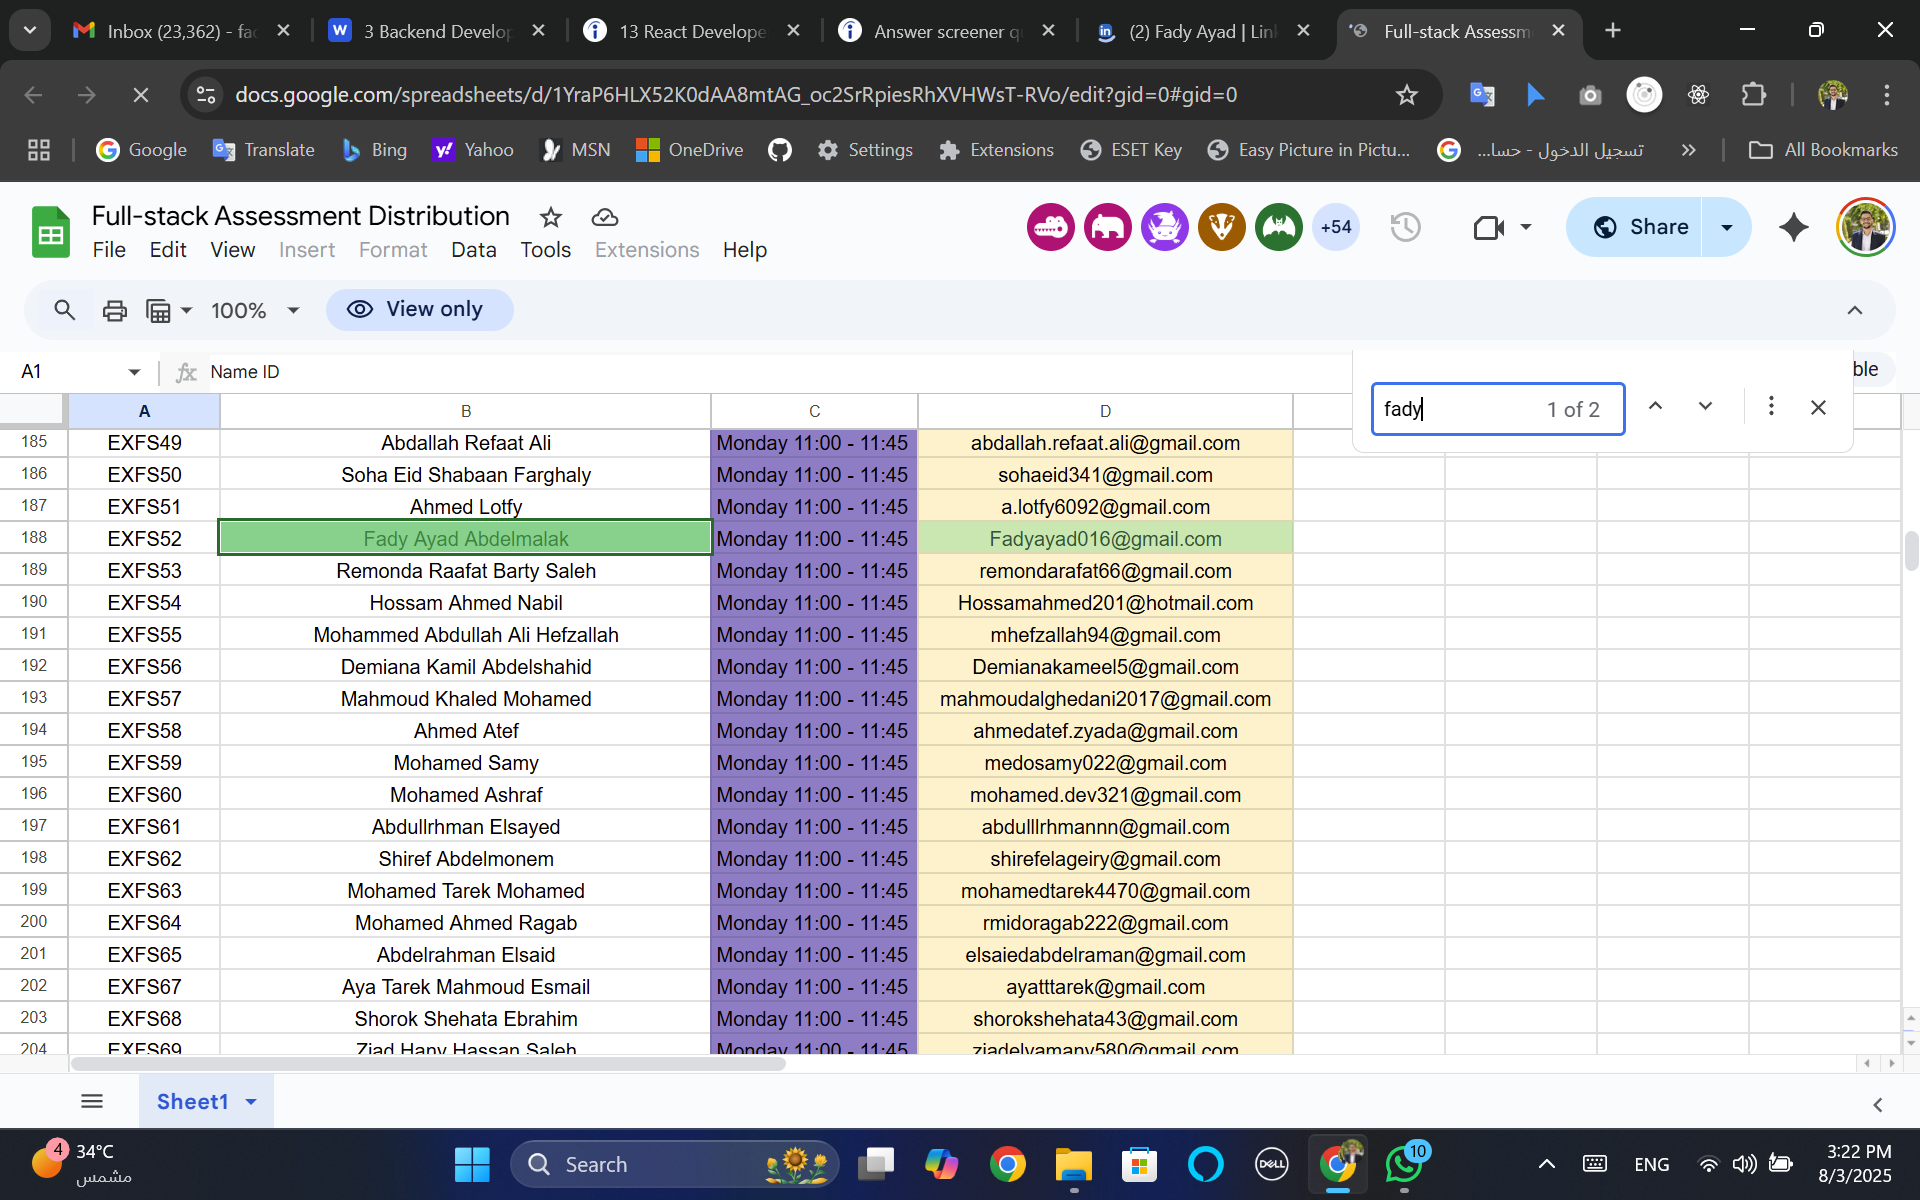 Inbox (23,362) - fac
3 Backend Develop
13 React Develope
Answer screener qu
(2) Fady Ayad | Link
Full-stack Assessm
docs.google.com/spreadsheets/d/1YraP6HLX52K0dAA8mtAG_oc2SrRpiesRhXVHWsT-RVo/edit?gid=0#gid=0
Google
Translate
Bing
Yahoo
MSN
OneDrive
Settings
Extensions
ESET Key
Easy Picture in Pictu...
تسجيل الدخول - حسا...
All Bookmarks
Full-stack Assessment Distribution
+54
Share
File Edit View Insert Format Data Tools Extensions Help
100%
View only
A1
Name ID
ble
fady 1 of 2
A B C D
185 EXFS49 Abdallah Refaat Ali Monday 11:00 - 11:45 abdallah.refaat.ali@gmail.com
186 EXFS50 Soha Eid Shabaan Farghaly Monday 11:00 - 11:45 sohaeid341@gmail.com
187 EXFS51 Ahmed Lotfy Monday 11:00 - 11:45 a.lotfy6092@gmail.com
188 EXFS52 Fady Ayad Abdelmalak Monday 11:00 - 11:45 Fadyayad016@gmail.com
189 EXFS53 Remonda Raafat Barty Saleh Monday 11:00 - 11:45 remondarafat66@gmail.com
190 EXFS54 Hossam Ahmed Nabil Monday 11:00 - 11:45 Hossamahmed201@hotmail.com
191 EXFS55 Mohammed Abdullah Ali Hefzallah Monday 11:00 - 11:45 mhefzallah94@gmail.com
192 EXFS56 Demiana Kamil Abdelshahid Monday 11:00 - 11:45 Demianakameel5@gmail.com
193 EXFS57 Mahmoud Khaled Mohamed Monday 11:00 - 11:45 mahmoudalghedani2017@gmail.com
194 EXFS58 Ahmed Atef Monday 11:00 - 11:45 ahmedatef.zyada@gmail.com
195 EXFS59 Mohamed Samy Monday 11:00 - 11:45 medosamy022@gmail.com
196 EXFS60 Mohamed Ashraf Monday 11:00 - 11:45 mohamed.dev321@gmail.com
197 EXFS61 Abdullrhman Elsayed Monday 11:00 - 11:45 abdulllrhmannn@gmail.com
198 EXFS62 Shiref Abdelmonem Monday 11:00 - 11:45 shirefelageiry@gmail.com
199 EXFS63 Mohamed Tarek Mohamed Monday 11:00 - 11:45 mohamedtarek4470@gmail.com
200 EXFS64 Mohamed Ahmed Ragab Monday 11:00 - 11:45 rmidoragab222@gmail.com
201 EXFS65 Abdelrahman Elsaid Monday 11:00 - 11:45 elsaiedabdelraman@gmail.com
202 EXFS67 Aya Tarek Mahmoud Esmail Monday 11:00 - 11:45 ayatttarek@gmail.com
203 EXFS68 Shorok Shehata Ebrahim Monday 11:00 - 11:45 shorokshehata43@gmail.com
204 EXFS69 Ziad Hany Hassan Saleh Monday 11:00 - 11:45 ziadelyamany580@gmail.com
Sheet1
4
34°C
مشمس
Search
DELL
10
ENG
3:22 PM
8/3/2025